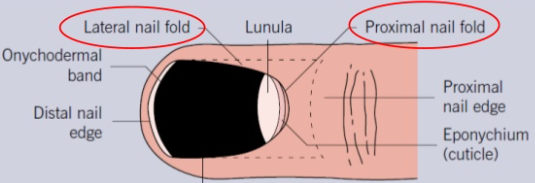 Lateral nail fold
Lunula
Proximal nail fold
Onychodermal
band
Distal nail
edge
Proximal
nail edge
Eponychium
(cuticle)